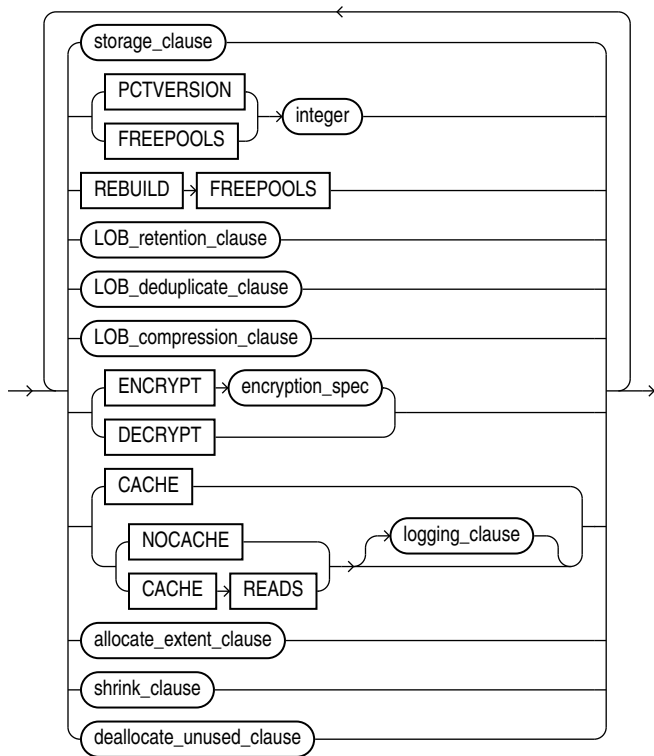 storage_clause
PCTVERSION
FREEPOOLS
integer
REBUILD FREEPOOLS
LOB_retention_clause
LOB_deduplicate_clause
LOB_compression_clause
ENCRYPT encryption_spec
DECRYPT
CACHE
NOCACHE
CACHE READS
logging_clause
allocate_extent_clause
shrink_clause
deallocate_unused_clause